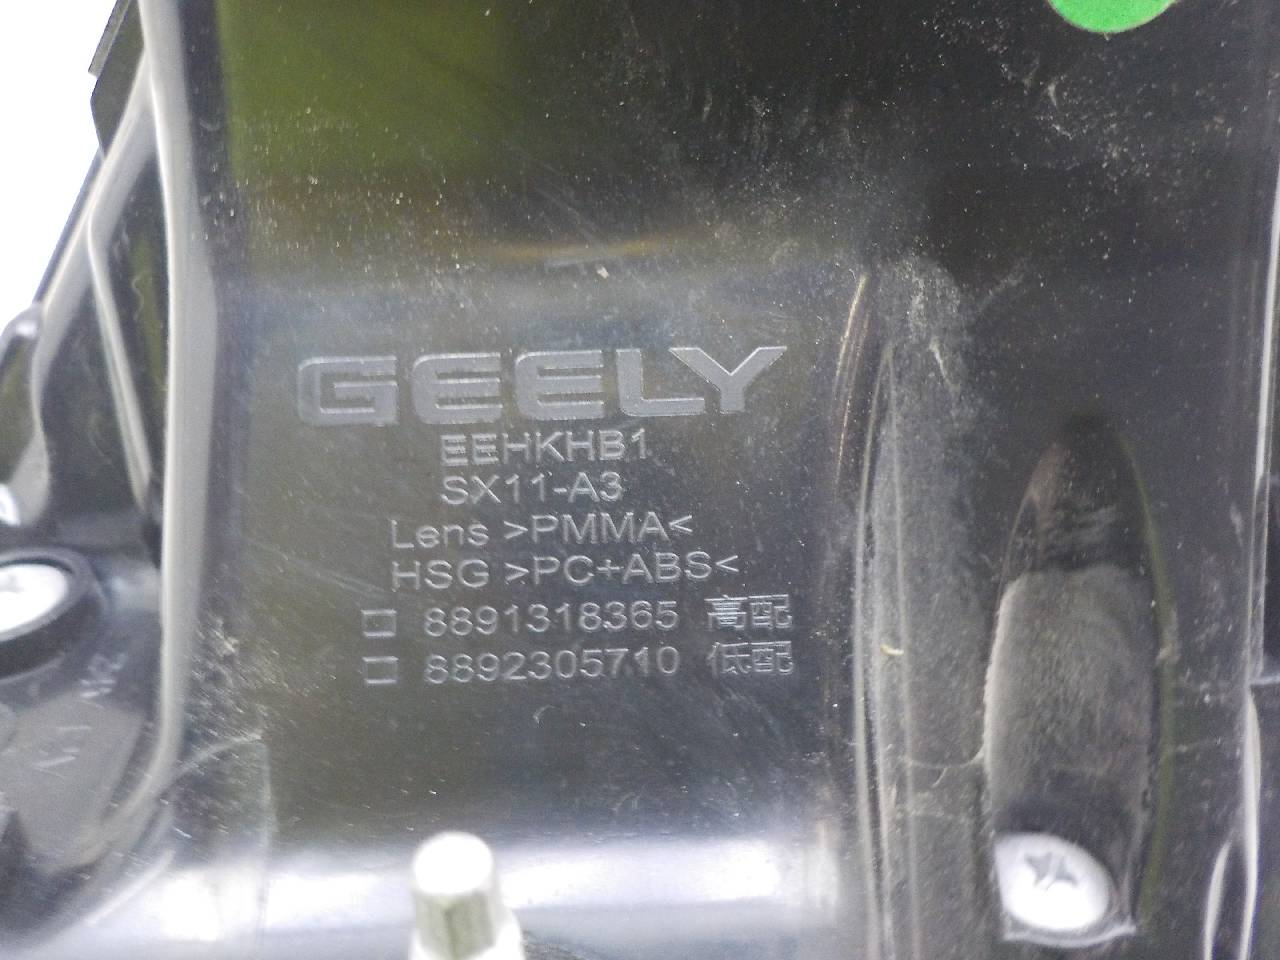 GEELY
EEHKHB1
SX11-A3
Lens >PMMA<
HSG >PC+ABS<
□ 8891318365 高配
□ 8892305710 低配